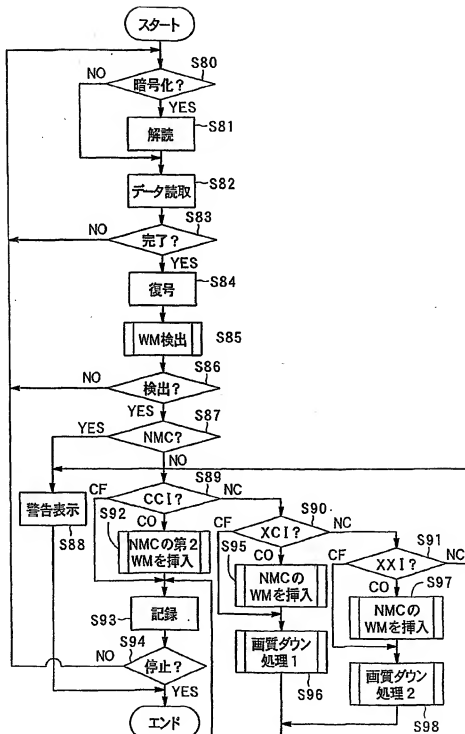 スタート
S80
NO
暗号化？
YES
解読
S81
データ読取
S82
S83
NO
完了？
YES
S84
復号
WM検出
S85
S86
NO
検出？
YES
S87
YES
NMC？
NO
S89
CF
CCI？
NC
S90
警告表示
S88
S92
CO
NMCの第2
WMを挿入
CF
XCI？
NC
S91
S95
CO
NMCの
WMを挿入
CF
XXI？
NC
CO
S97
NMCの
WMを挿入
S93
記録
S94
NO
停止？
YES
エンド
画質ダウン
処理1
S96
画質ダウン
処理2
S98